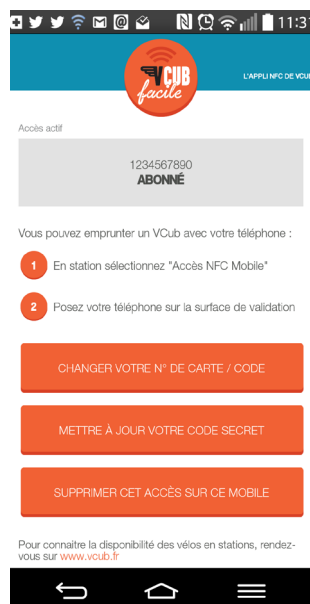 11:31
VCUB
facile
L'APPLI NFC DE VCUB
Accès actif
1234567890
ABONNÉ
Vous pouvez emprunter un VCub avec votre téléphone :
1 En station sélectionnez "Accès NFC Mobile"
2 Posez votre téléphone sur la surface de validation
CHANGER VOTRE N° DE CARTE / CODE
METTRE À JOUR VOTRE CODE SECRET
SUPPRIMER CET ACCÈS SUR CE MOBILE
Pour connaitre la disponibilité des vélos en stations, rendez-
vous sur www.vcub.fr